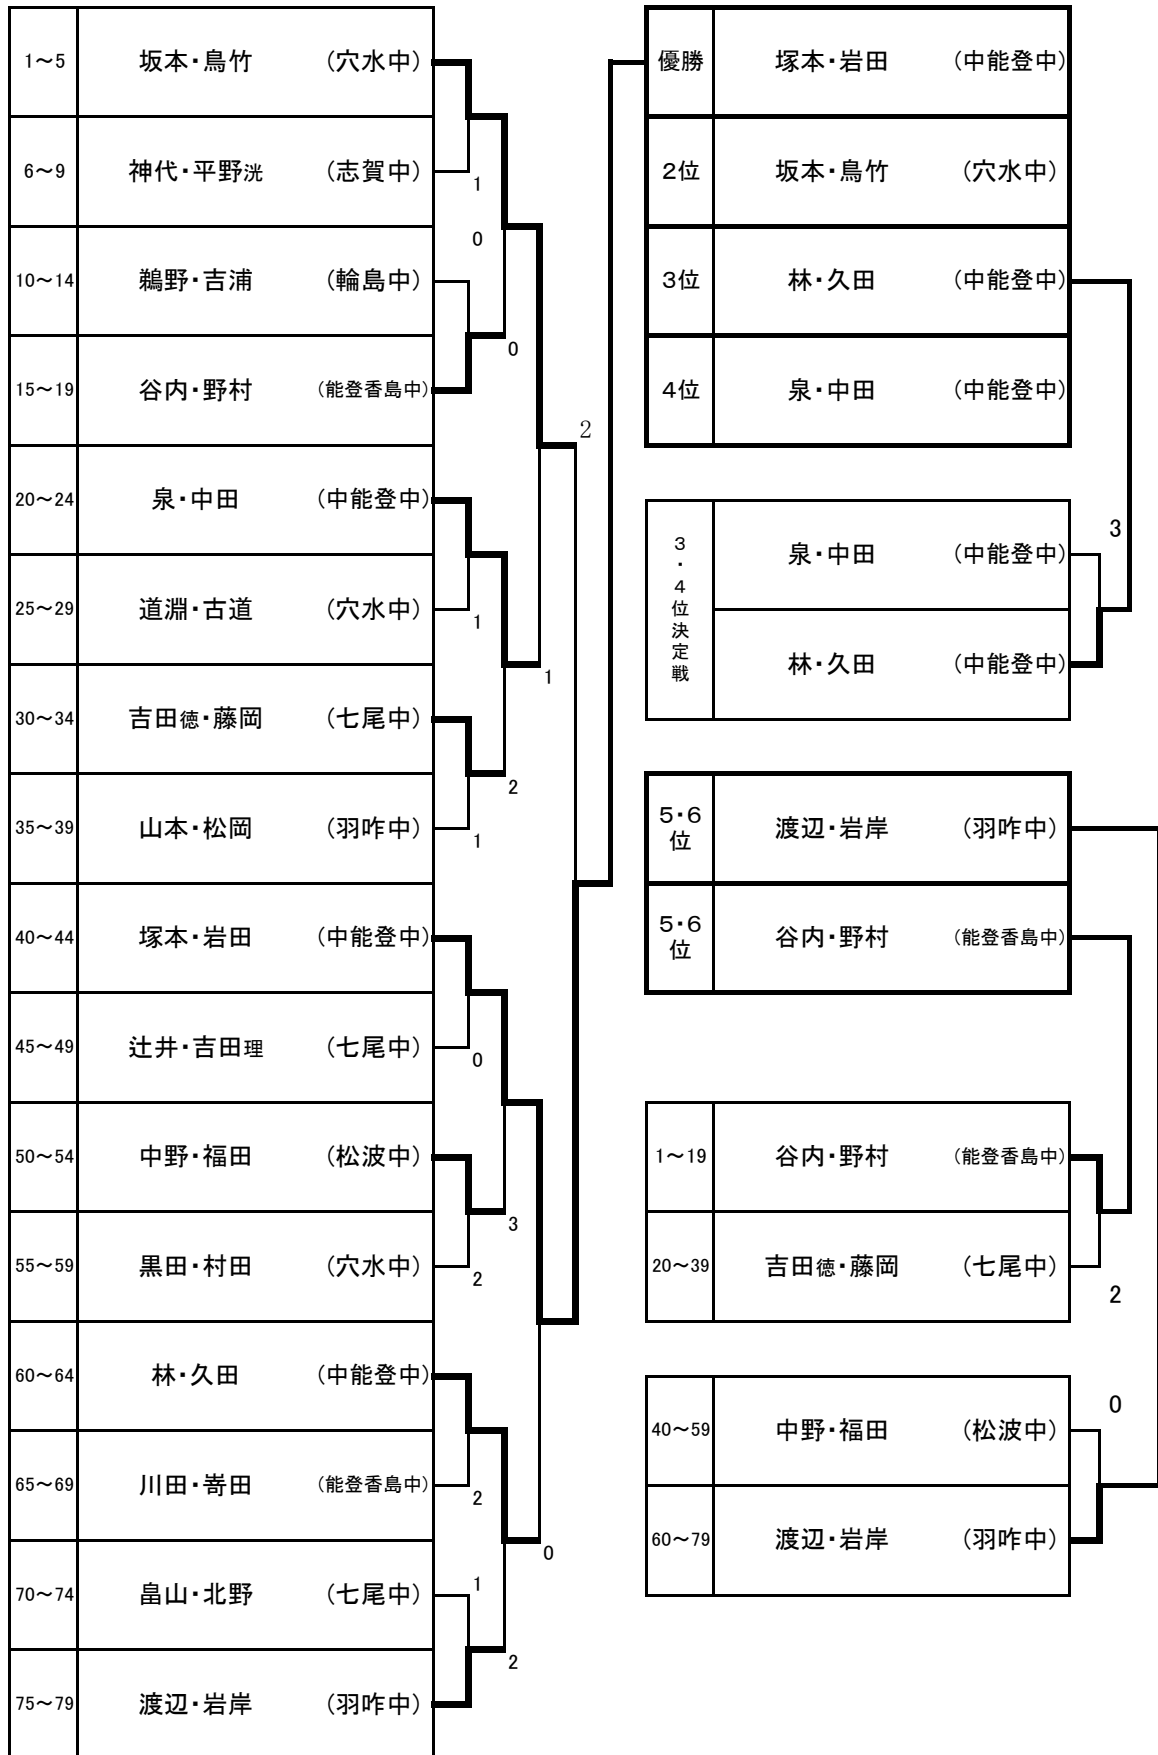 1～5 坂本・鳥竹 (穴水中)
6～9 神代・平野洸 (志賀中)
1
0
10～14 鵜野・吉浦 (輪島中)
0
15～19 谷内・野村 (能登香島中)
2
20～24 泉・中田 (中能登中)
25～29 道淵・古道 (穴水中)
1
1
30～34 吉田徳・藤岡 (七尾中)
2
35～39 山本・松岡 (羽咋中)
1
40～44 塚本・岩田 (中能登中)
45～49 辻井・吉田理 (七尾中)
0
50～54 中野・福田 (松波中)
3
55～59 黒田・村田 (穴水中)
2
60～64 林・久田 (中能登中)
65～69 川田・嵜田 (能登香島中)
2
0
70～74 畠山・北野 (七尾中)
1
2
75～79 渡辺・岩岸 (羽咋中)
優勝 塚本・岩田 (中能登中)
2位 坂本・鳥竹 (穴水中)
3位 林・久田 (中能登中)
4位 泉・中田 (中能登中)
3・4位決定戦
泉・中田 (中能登中)
3
林・久田 (中能登中)
5・6位 渡辺・岩岸 (羽咋中)
5・6位 谷内・野村 (能登香島中)
1～19 谷内・野村 (能登香島中)
20～39 吉田徳・藤岡 (七尾中)
2
0
40～59 中野・福田 (松波中)
60～79 渡辺・岩岸 (羽咋中)